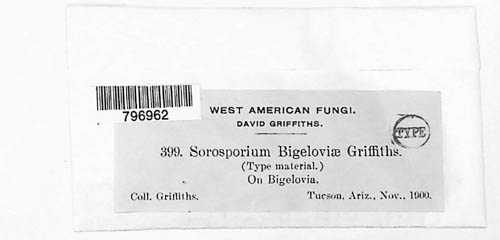 796962
WEST AMERICAN FUNGI.
DAVID GRIFFITHS.
TYPE
399. Sorosporium Bigeloviæ Griffiths.
(Type material.)
On Bigelovia.
Coll. Griffiths. Tucson, Ariz., Nov., 1900.